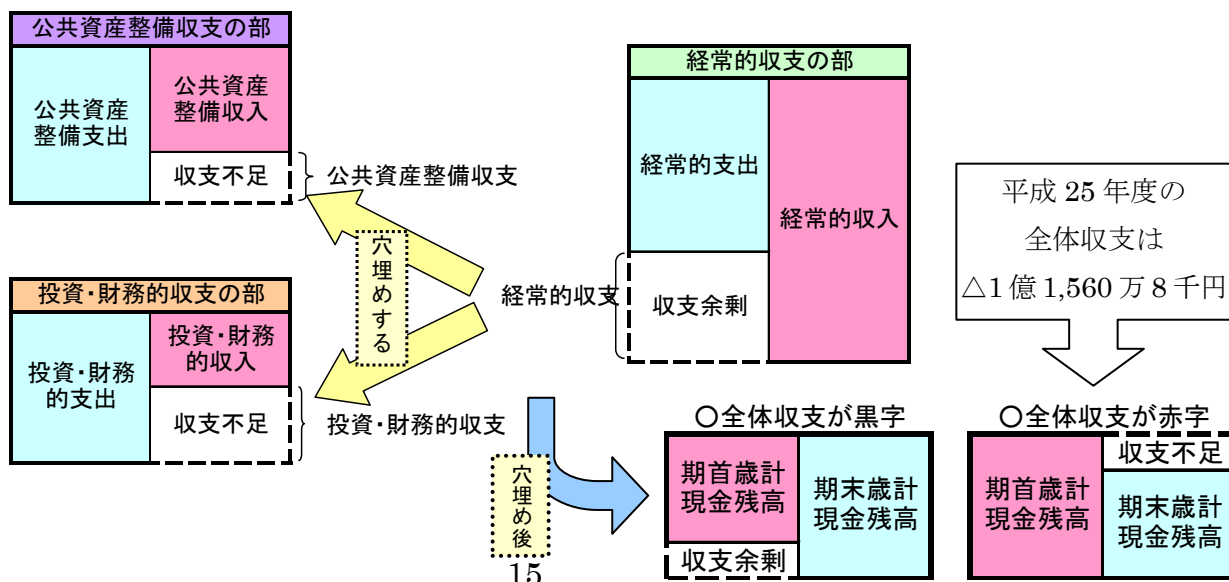 公共資産整備収支の部
公共資産
整備支出
公共資産
整備収入
収支不足
公共資産整備収支
投資・財務的収支の部
投資・財務
的支出
投資・財務
的収入
収支不足
投資・財務的収支
穴埋めする
経常的収支の部
経常的支出
経常的収入
収支余剰
経常的収支
平成 25 年度の
全体収支は
△1 億 1,560 万 8 千円
穴埋め後
〇全体収支が黒字
期首歳計
現金残高
収支余剰
期末歳計
現金残高
〇全体収支が赤字
期首歳計
現金残高
収支不足
期末歳計
現金残高
15